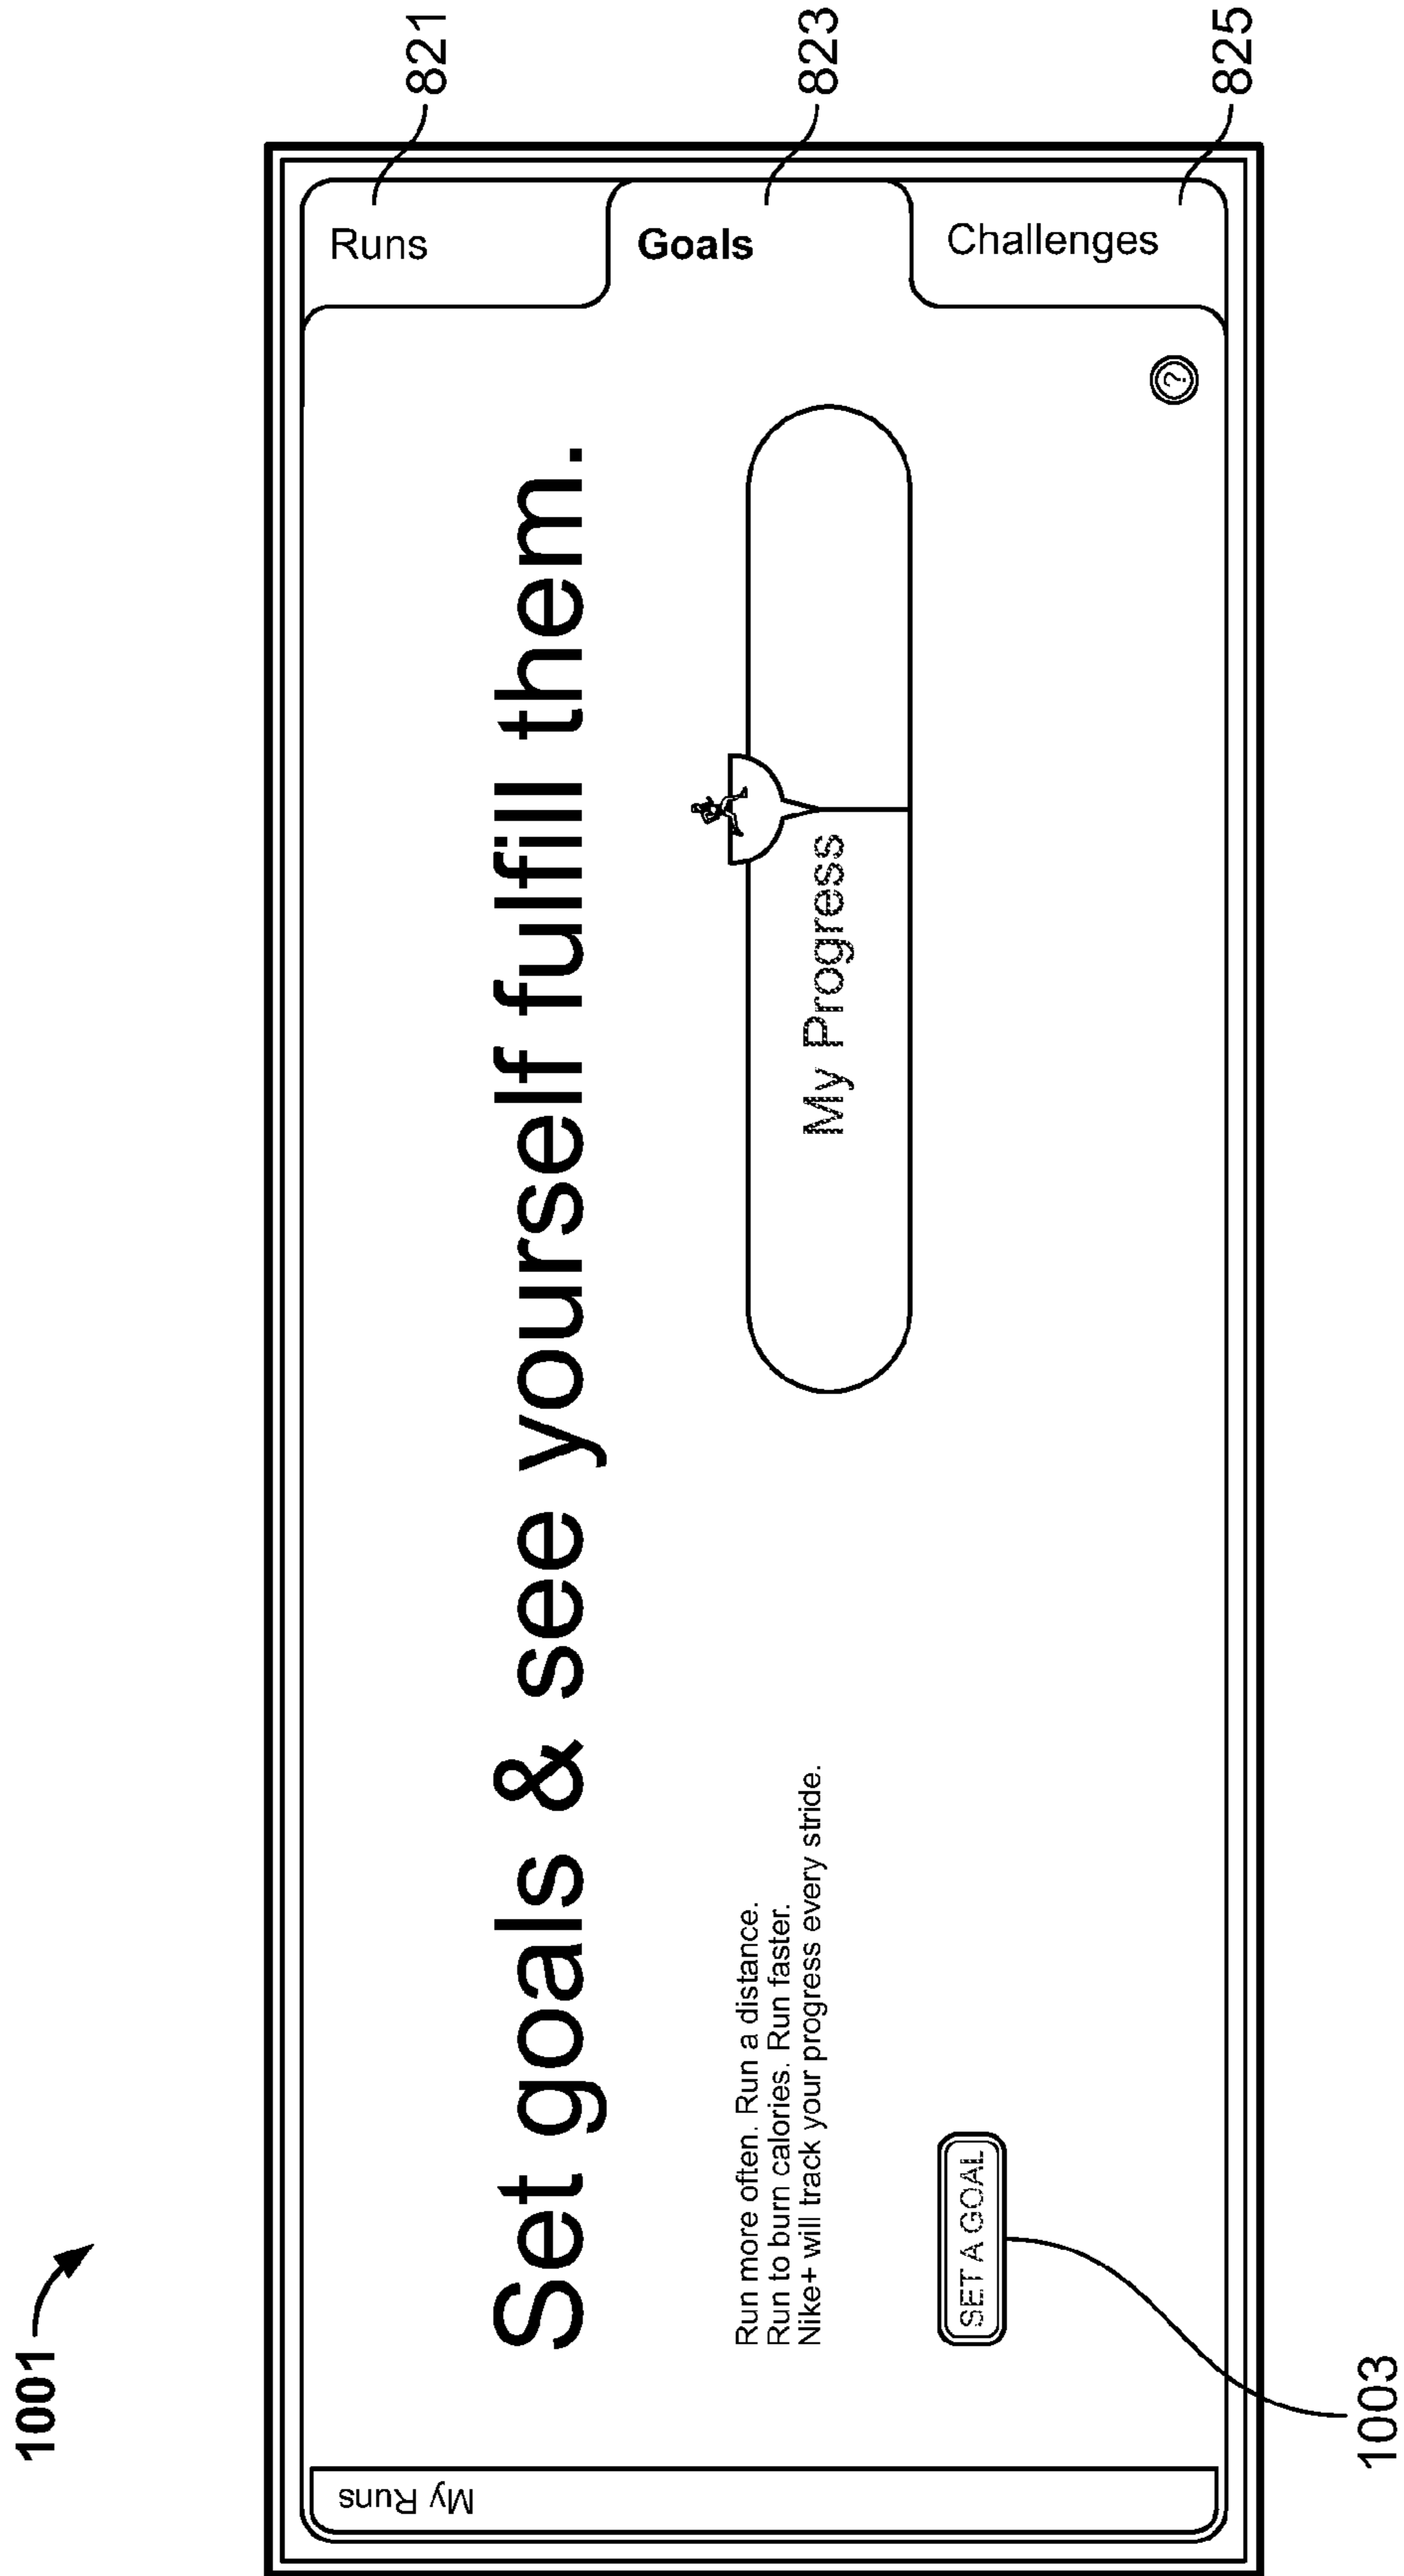 1001
My Runs
Set goals & see yourself fulfill them.
Run more often. Run a distance.
Run to burn calories. Run faster.
Nike+ will track your progress every stride.
SET A GOAL
1003
My Progress
?
Runs
821
Goals
823
Challenges
825